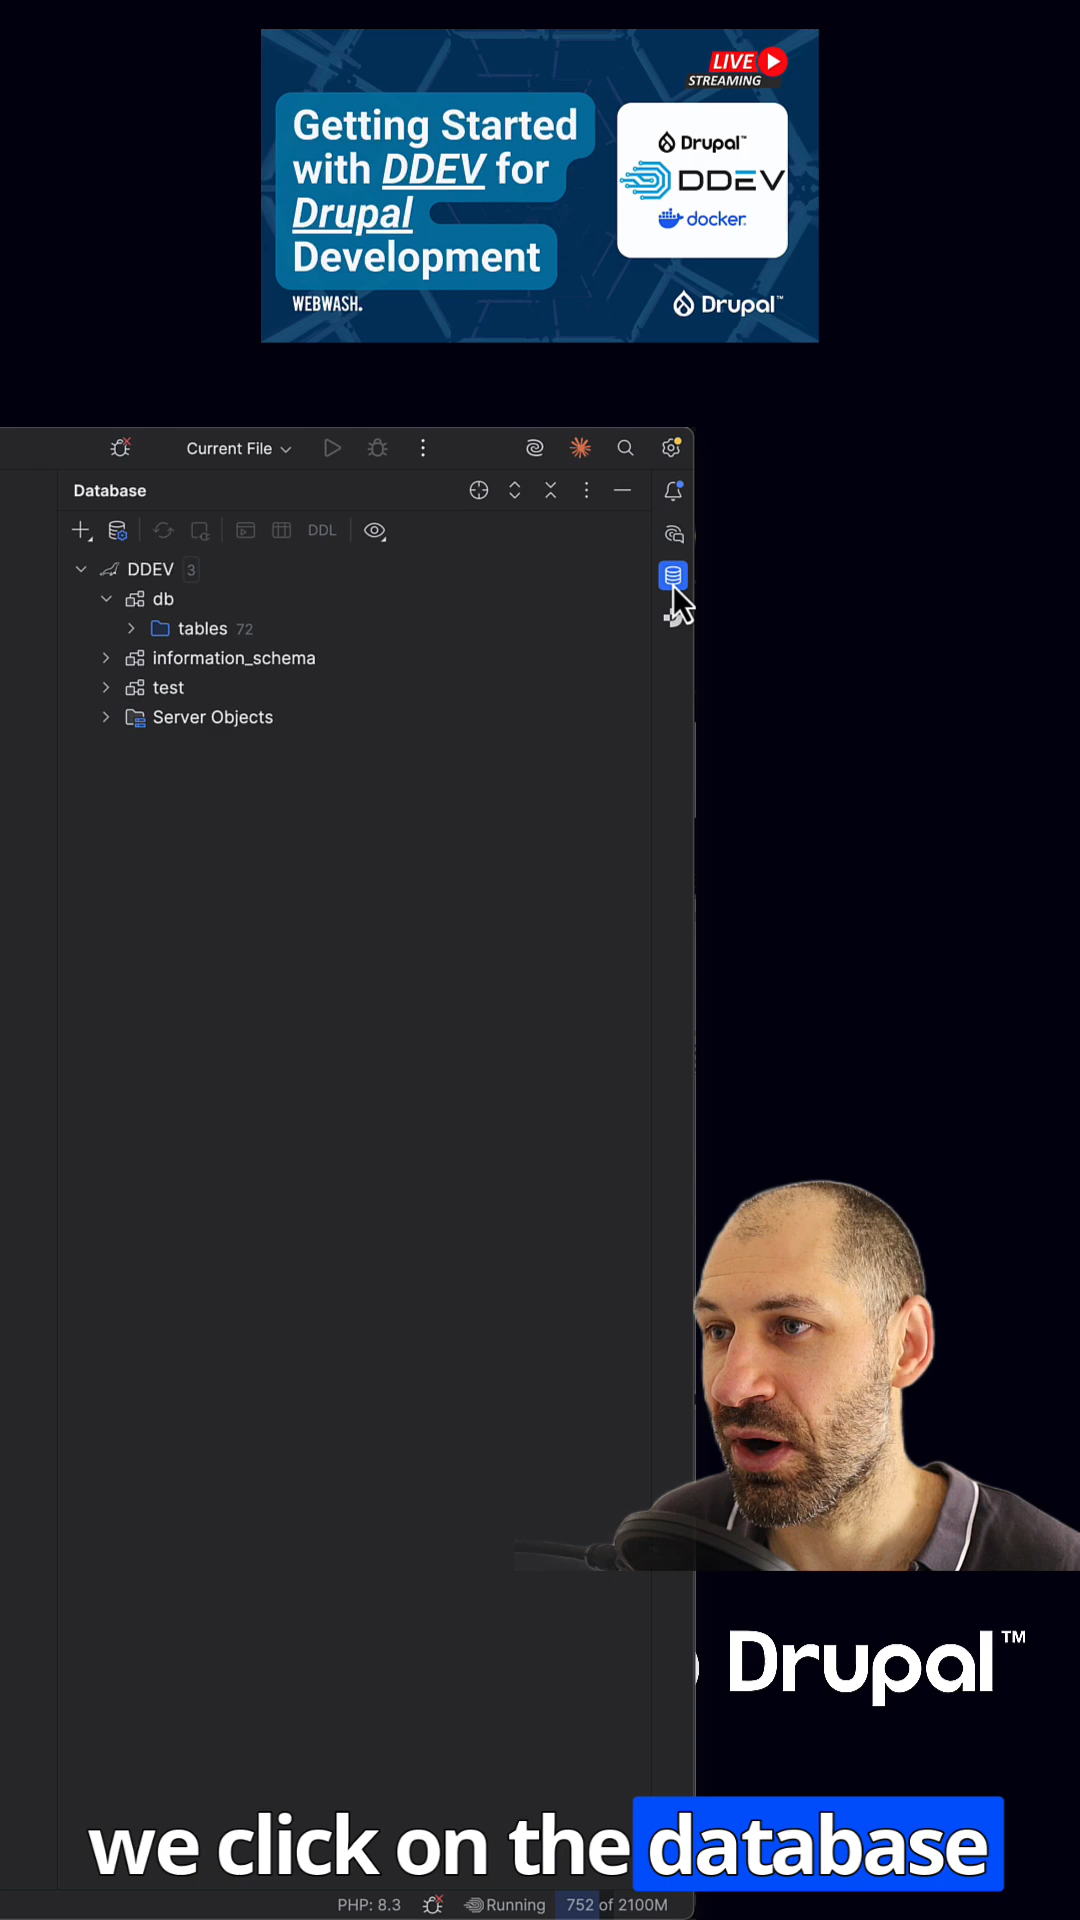 LIVE
STREAMING
Getting Started
with DDEV for
Drupal
Development
WEBWASH.
Drupal™
DDEV
docker
Drupal™
Current File
Database
DDL
DDEV 3
db
tables 72
information_schema
test
Server Objects
Drupal™
we click on the database
PHP: 8.3 Running 752 of 2100M